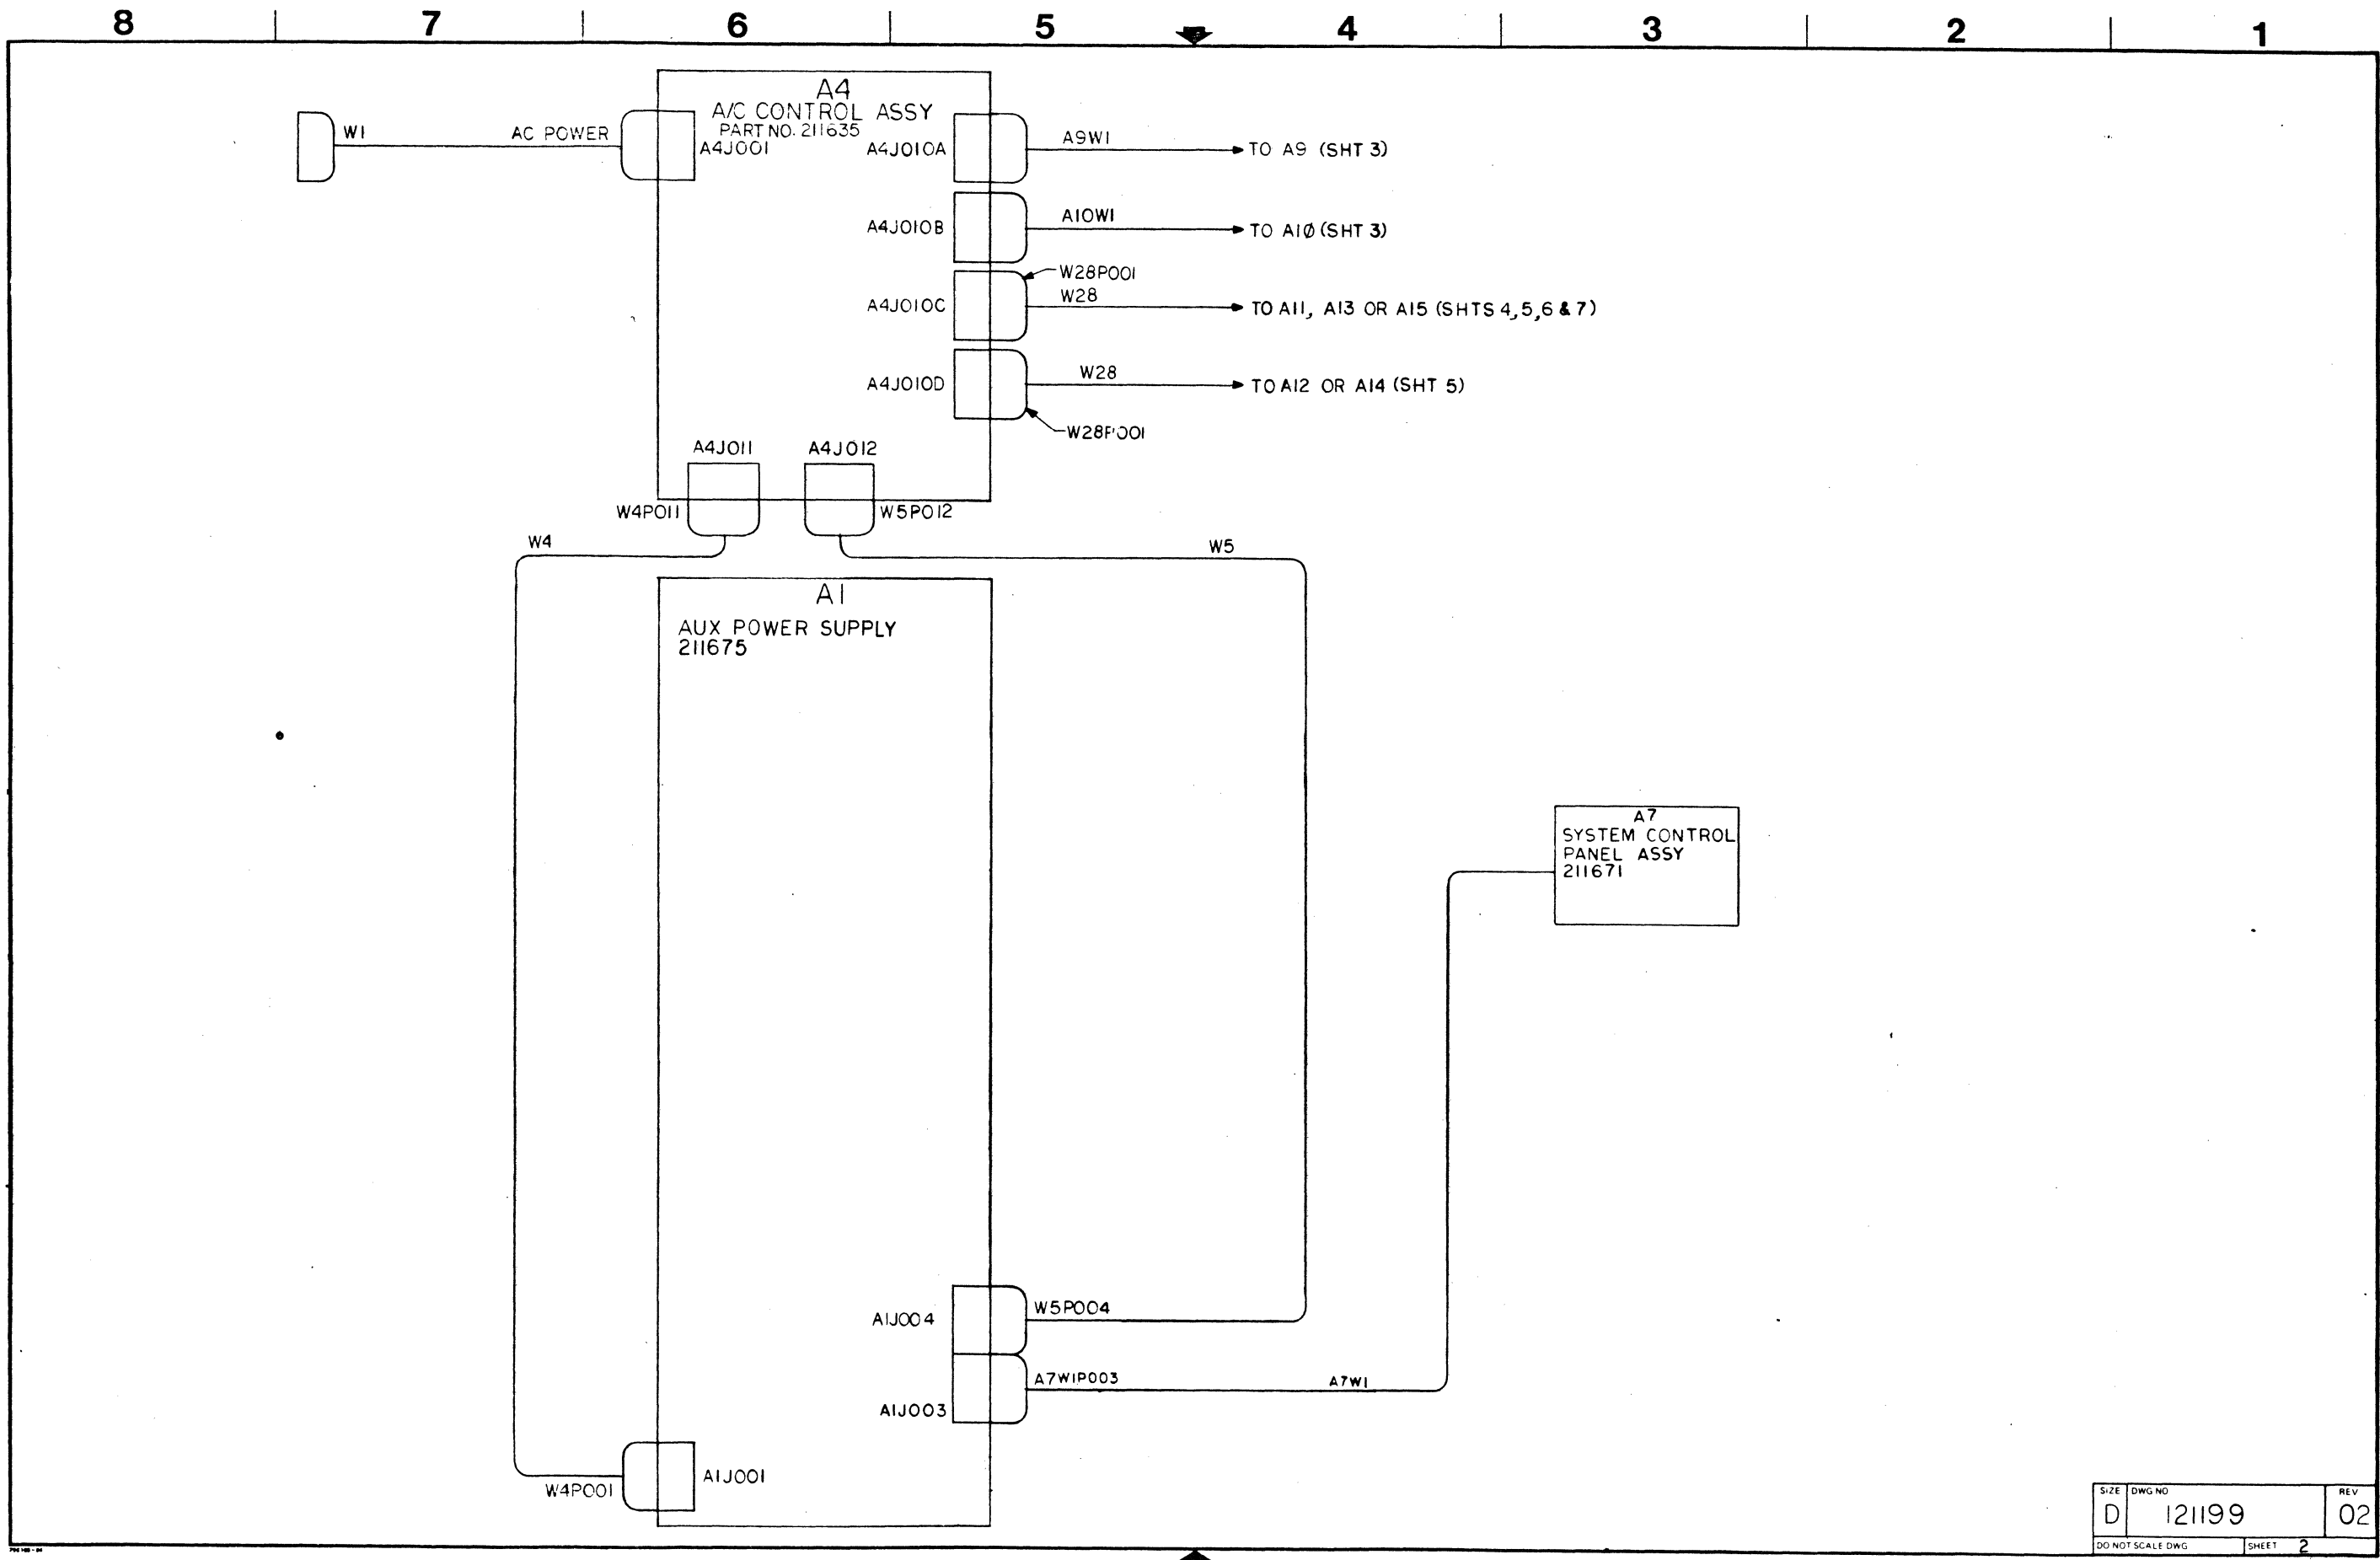 8 7 6 5 4 3 2 1
A4
A/C CONTROL ASSY
PART NO. 211635
W1
AC POWER
A4J001
A4J010A
A9W1
TO A9 (SHT 3)
A4J010B
A10W1
TO A1Ø (SHT 3)
W28P001
A4J010C
W28
TO A11, A13 OR A15 (SHTS 4,5,6 & 7)
A4J010D
W28
TO A12 OR A14 (SHT 5)
W28P001
A4J011
A4J012
W4P011
W5P012
W4
W5
A1
AUX POWER SUPPLY
211675
A7
SYSTEM CONTROL
PANEL ASSY
211671
A1J004
W5P004
A7W1P003
A7W1
A1J003
A1J001
W4P001
SIZE
D
DWG NO
121199
REV
02
DO NOT SCALE DWG
SHEET 2